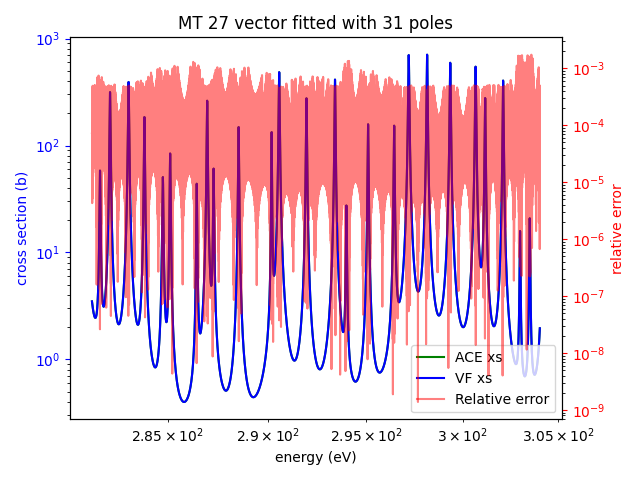 MT 27 vector fitted with 31 poles
10³
10²
10¹
10⁰
cross section (b)
10⁻³
10⁻⁴
10⁻⁵
10⁻⁶
10⁻⁷
10⁻⁸
10⁻⁹
relative error
ACE xs
VF xs
Relative error
2.85 × 10² 2.9 × 10² 2.95 × 10² 3 × 10² 3.05 × 10²
energy (eV)